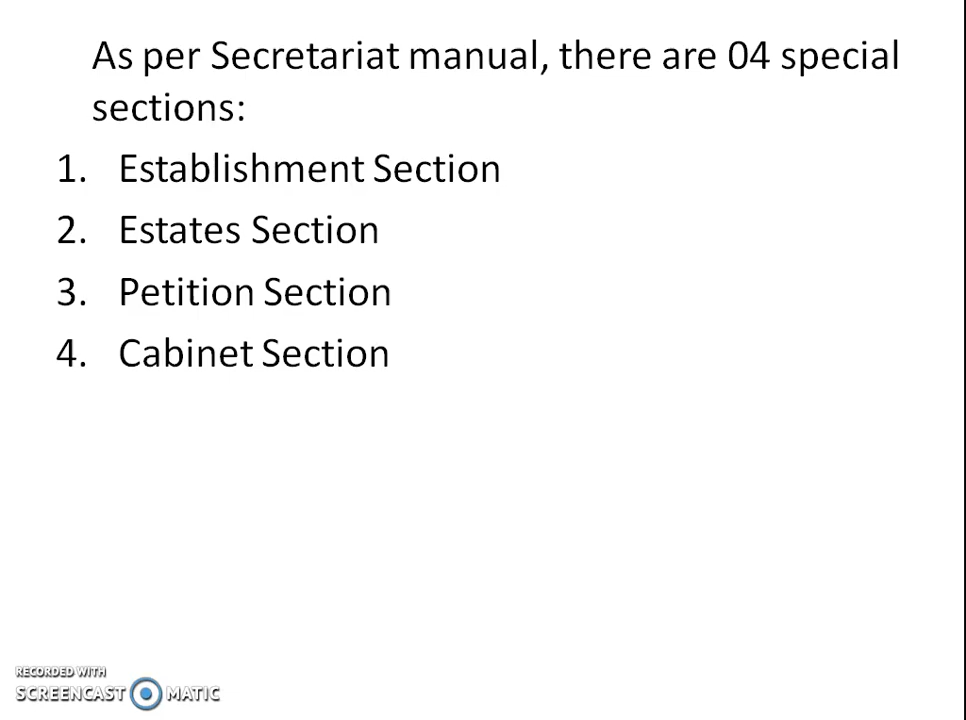 As per Secretariat manual, there are 04 special
sections:
1. Establishment Section
2. Estates Section
3. Petition Section
4. Cabinet Section
RECORDED WITH
SCREENCAST MATIC